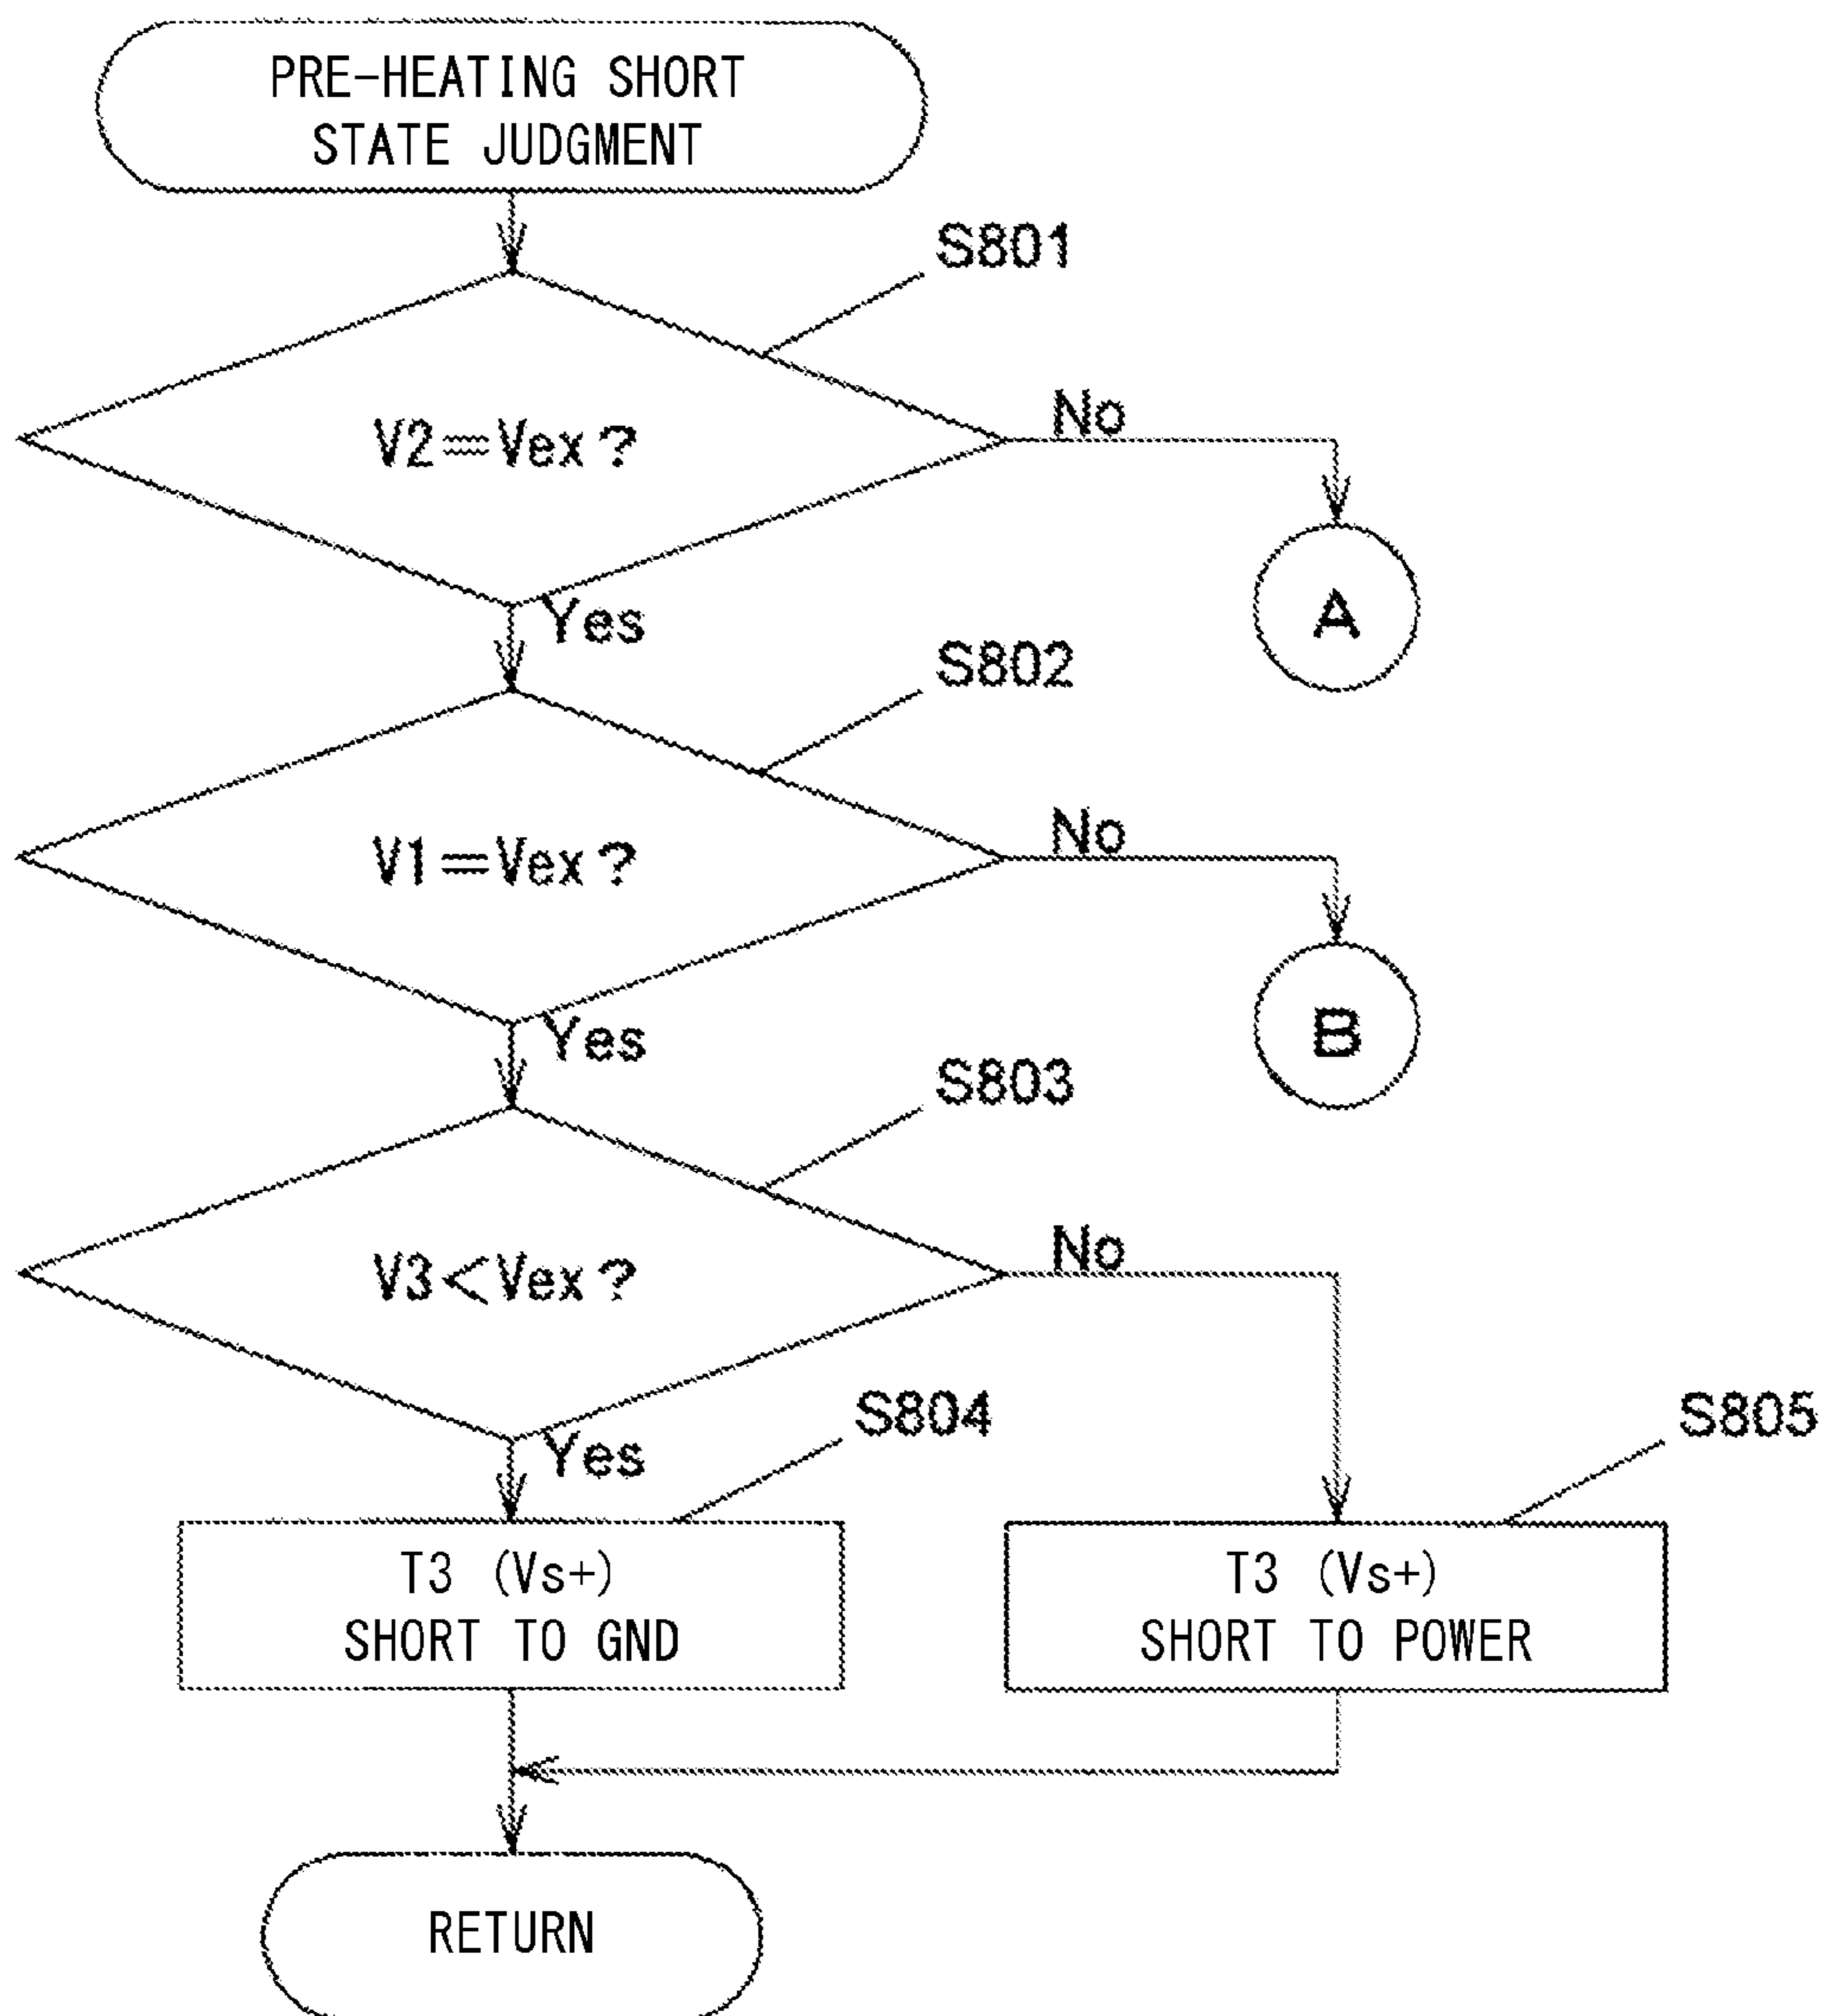 PRE-HEATING SHORT
STATE JUDGMENT
S801
V2=Vex?
No
A
Yes
S802
V1=Vex?
No
B
Yes
S803
V3<Vex?
No
Yes
S804
S805
T3 (Vs+)
SHORT TO GND
T3 (Vs+)
SHORT TO POWER
RETURN